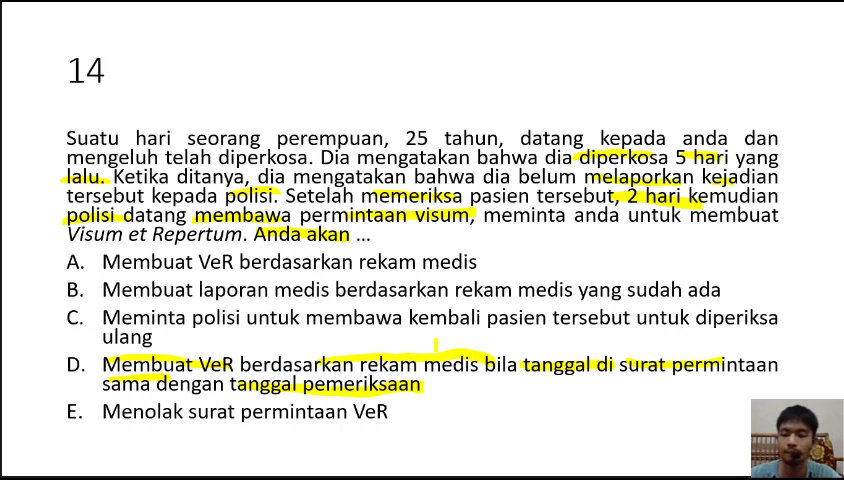 14
Suatu hari seorang perempuan, 25 tahun, datang kepada anda dan
mengeluh telah diperkosa. Dia mengatakan bahwa dia diperkosa 5 hari yang
lalu. Ketika ditanya, dia mengatakan bahwa dia belum melaporkan kejadian
tersebut kepada polisi. Setelah memeriksa pasien tersebut, 2 hari kemudian
polisi datang membawa permintaan visum, meminta anda untuk membuat
Visum et Repertum. Anda akan ...
A. Membuat VeR berdasarkan rekam medis
B. Membuat laporan medis berdasarkan rekam medis yang sudah ada
C. Meminta polisi untuk membawa kembali pasien tersebut untuk diperiksa
ulang
D. Membuat VeR berdasarkan rekam medis bila tanggal di surat permintaan
sama dengan tanggal pemeriksaan
E. Menolak surat permintaan VeR